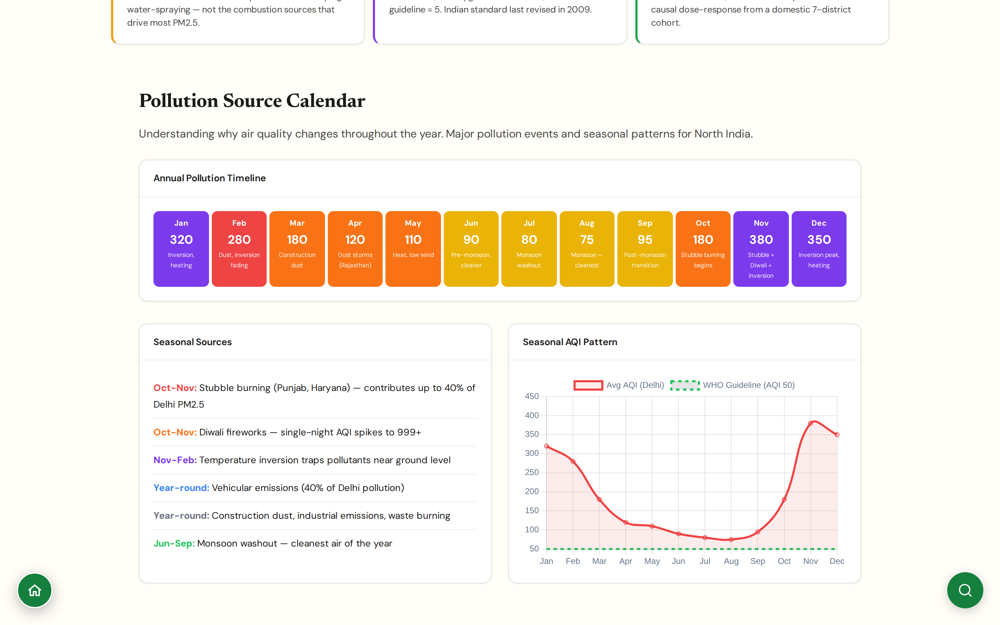 water-spraying — not the combustion sources that
drive most PM2.5.
guideline = 5. Indian standard last revised in 2009.
causal dose-response from a domestic 7-district
cohort.
Pollution Source Calendar
Understanding why air quality changes throughout the year. Major pollution events and seasonal patterns for North India.
Annual Pollution Timeline
Jan
320
Inversion,
heating
Feb
280
Dust, inversion
fading
Mar
180
Construction
dust
Apr
120
Dust storms
(Rajasthan)
May
110
Heat, low wind
Jun
90
Pre-monsoon,
cleaner
Jul
80
Monsoon
washout
Aug
75
Monsoon —
cleanest
Sep
95
Post-monsoon
transition
Oct
180
Stubble burning
begins
Nov
380
Stubble +
Diwali +
inversion
Dec
350
Inversion peak,
heating
Seasonal Sources
Oct-Nov: Stubble burning (Punjab, Haryana) — contributes up to 40% of
Delhi PM2.5
Oct-Nov: Diwali fireworks — single-night AQI spikes to 999+
Nov-Feb: Temperature inversion traps pollutants near ground level
Year-round: Vehicular emissions (40% of Delhi pollution)
Year-round: Construction dust, industrial emissions, waste burning
Jun-Sep: Monsoon washout — cleanest air of the year
Seasonal AQI Pattern
Avg AQI (Delhi) WHO Guideline (AQI 50)
450
400
350
300
250
200
150
100
50
Jan Feb Mar Apr May Jun Jul Aug Sep Oct Nov Dec